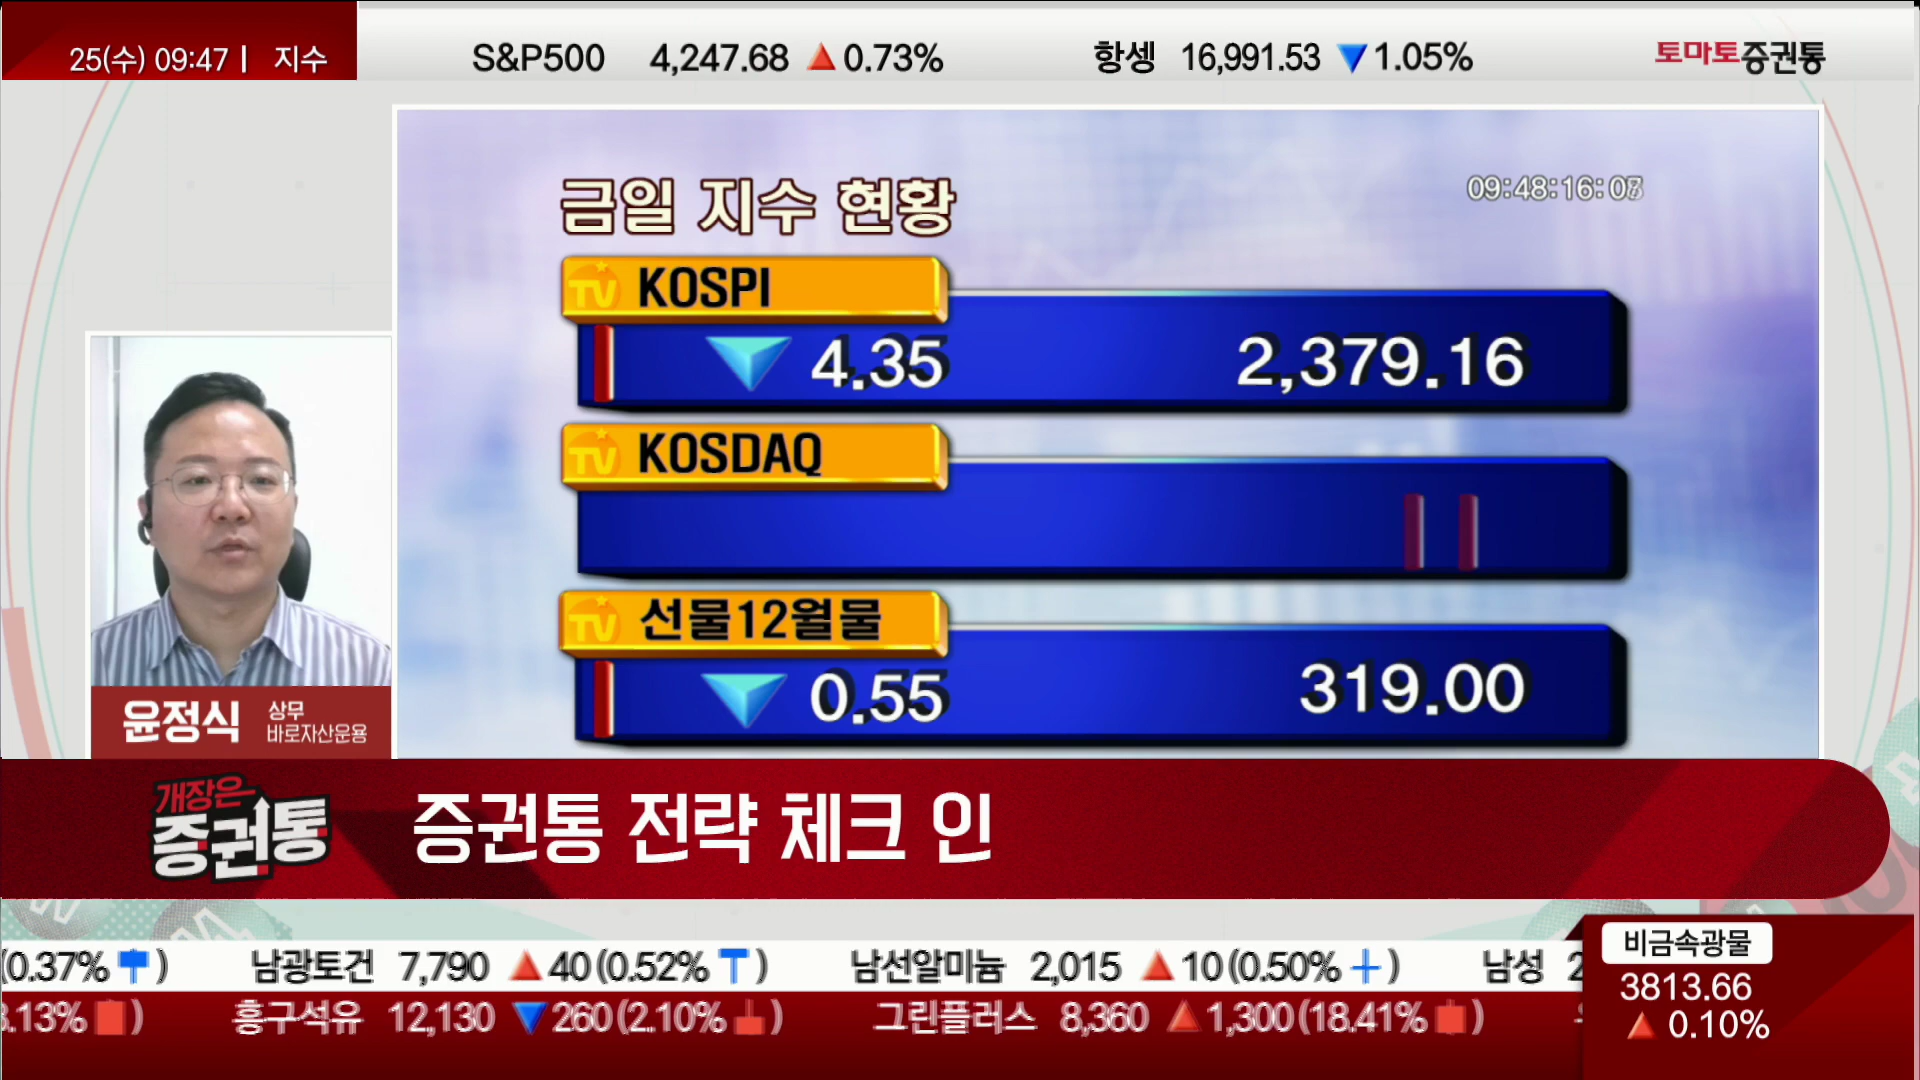 25(수) 09:47 | 지수
S&P500 4,247.68 ▲ 0.73% 항셍 16,991.53 ▼ 1.05%
토마토증권통
금일 지수 현황
09:48:16
TV KOSPI
▼ 4.35 2,379.16
TV KOSDAQ
TV 선물12월물
▼ 0.55 319.00
윤정식 상무
바로자산운용
개장은
증권통
증권통 전략 체크 인
(0.37% ) 남광토건 7,790 ▲ 40 (0.52% ) 남선알미늄 2,015 ▲ 10 (0.50% ) 남성
.13% ) 흥구석유 12,130 ▼ 260 (2.10% ) 그린플러스 8,360 ▲ 1,300 (18.41% )
비금속광물
3813.66
▲ 0.10%